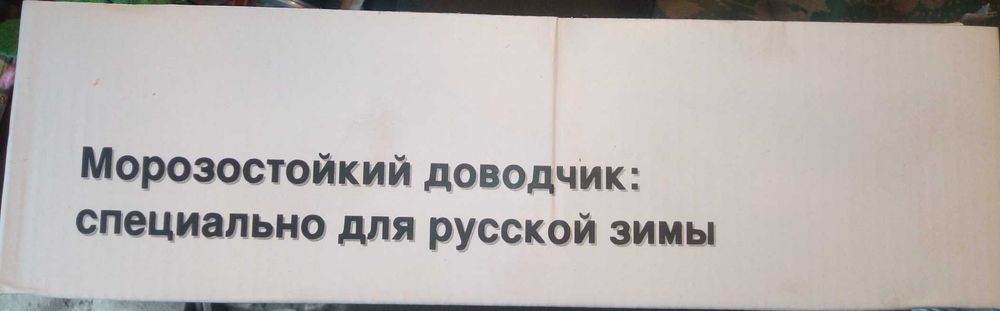 Морозостойкий доводчик:
специально для русской зимы